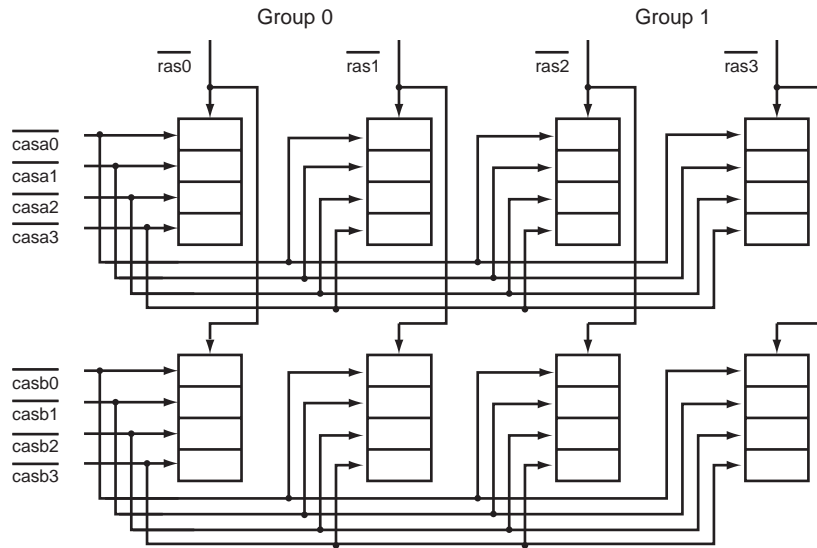 Group 0 Group 1
ras0 ras1 ras2 ras3
casa0
casa1
casa2
casa3
casb0
casb1
casb2
casb3